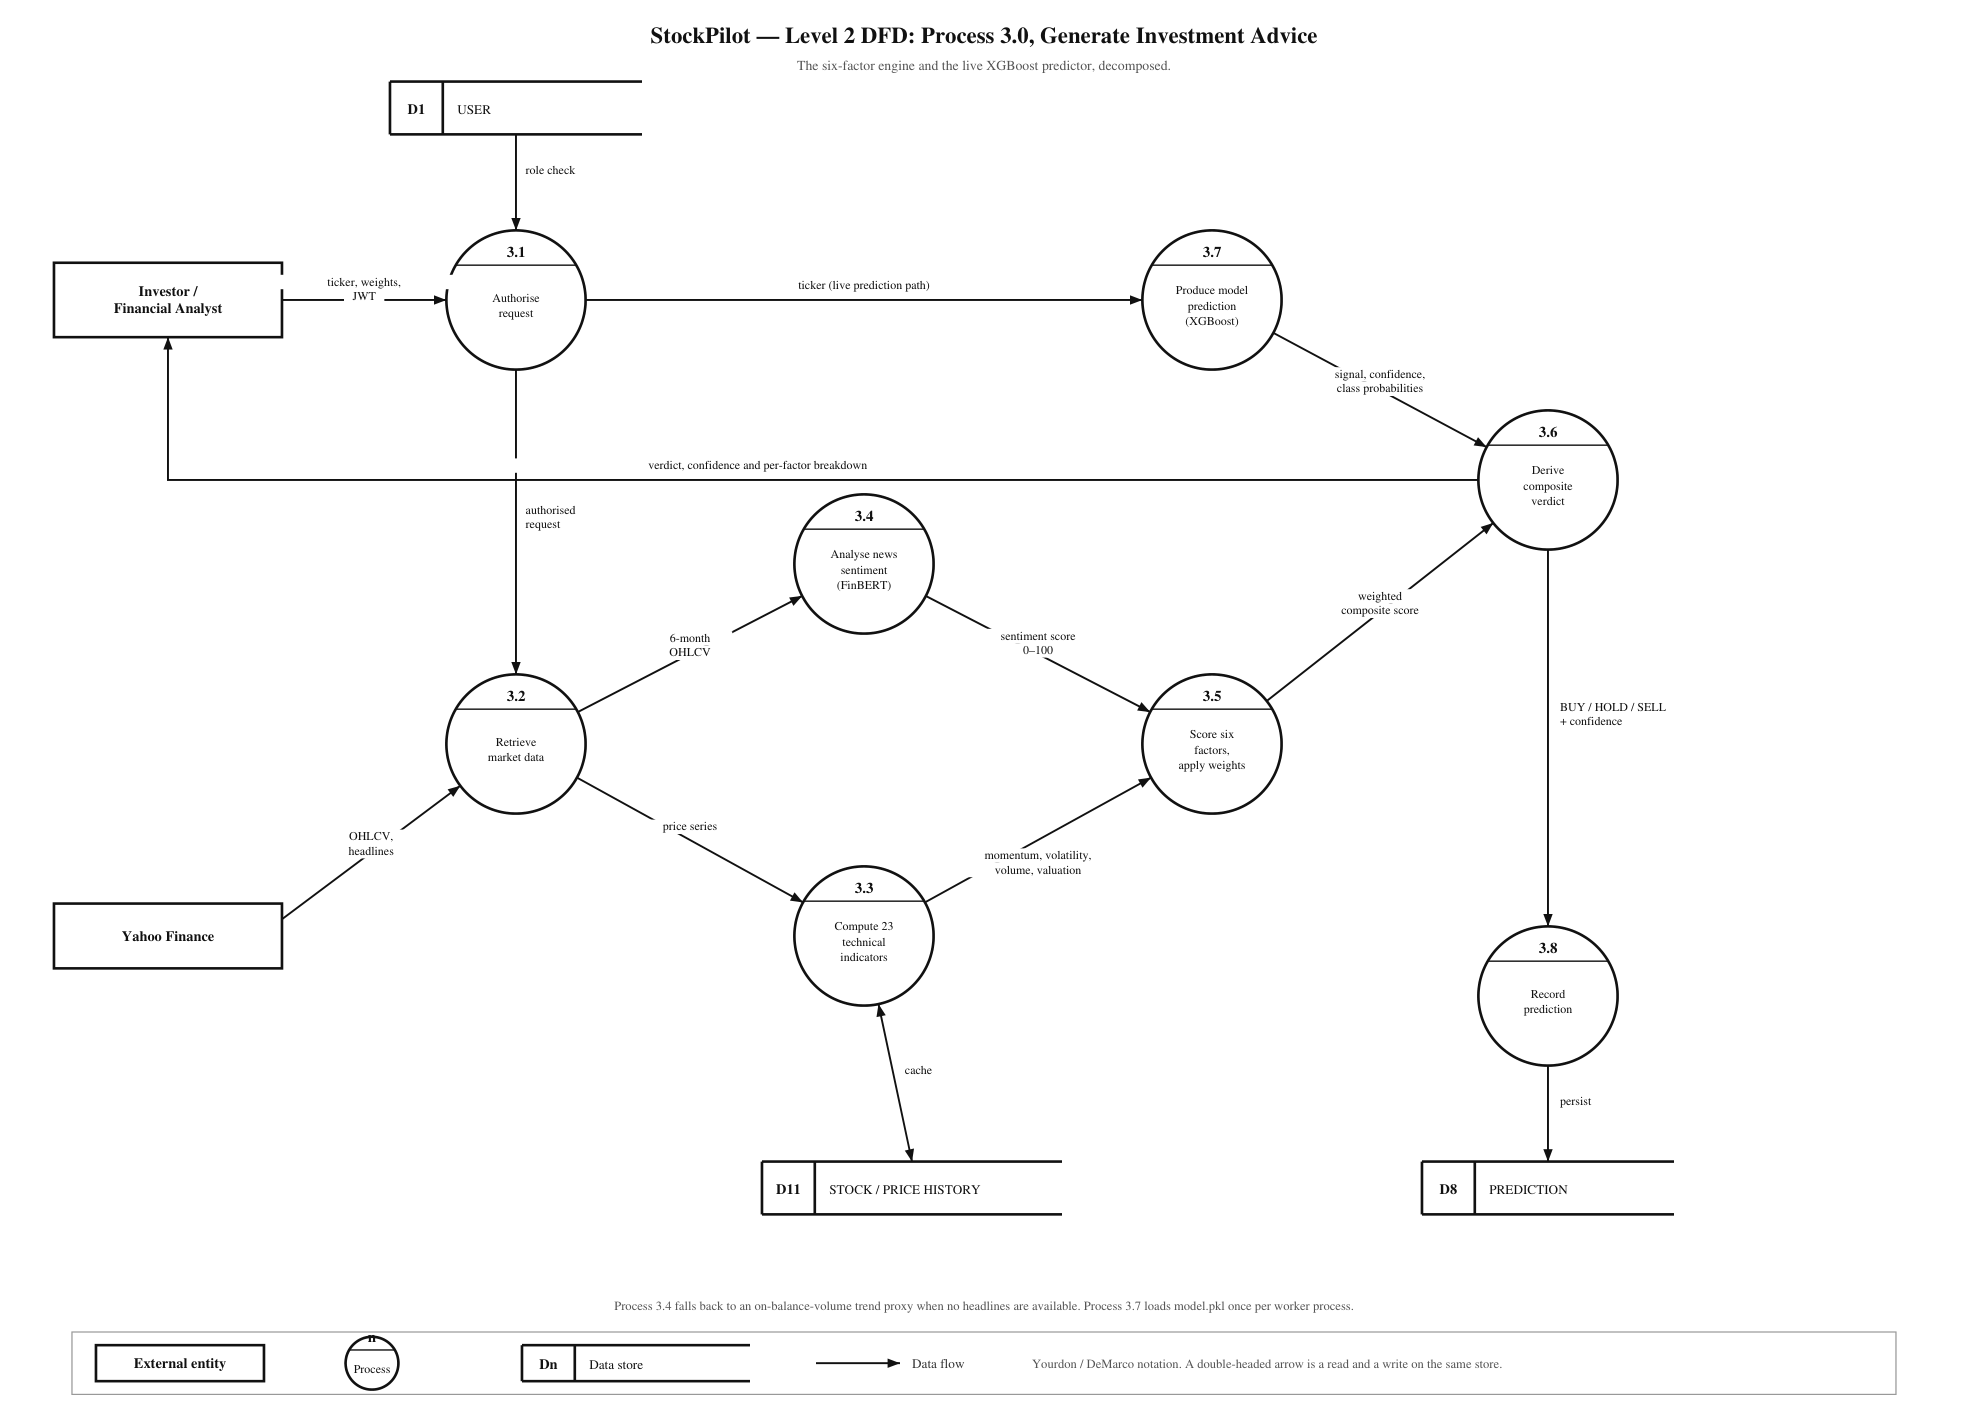 StockPilot — Level 2 DFD: Process 3.0, Generate Investment Advice
The six-factor engine and the live XGBoost predictor, decomposed.
D1
USER
role check
Investor /
Financial Analyst
ticker, weights,
JWT
3.1
Authorise
request
ticker (live prediction path)
3.7
Produce model
prediction
(XGBoost)
signal, confidence,
class probabilities
3.6
Derive
composite
verdict
verdict, confidence and per-factor breakdown
authorised
request
3.4
Analyse news
sentiment
(FinBERT)
6-month
OHLCV
sentiment score
0–100
weighted
composite score
3.2
Retrieve
market data
3.5
Score six
factors,
apply weights
BUY / HOLD / SELL
+ confidence
OHLCV,
headlines
price series
momentum, volatility,
volume, valuation
3.3
Compute 23
technical
indicators
Yahoo Finance
3.8
Record
prediction
cache
persist
D11
STOCK / PRICE HISTORY
D8
PREDICTION
Process 3.4 falls back to an on-balance-volume trend proxy when no headlines are available. Process 3.7 loads model.pkl once per worker process.
External entity
n
Process
Dn
Data store
Data flow
Yourdon / DeMarco notation. A double-headed arrow is a read and a write on the same store.